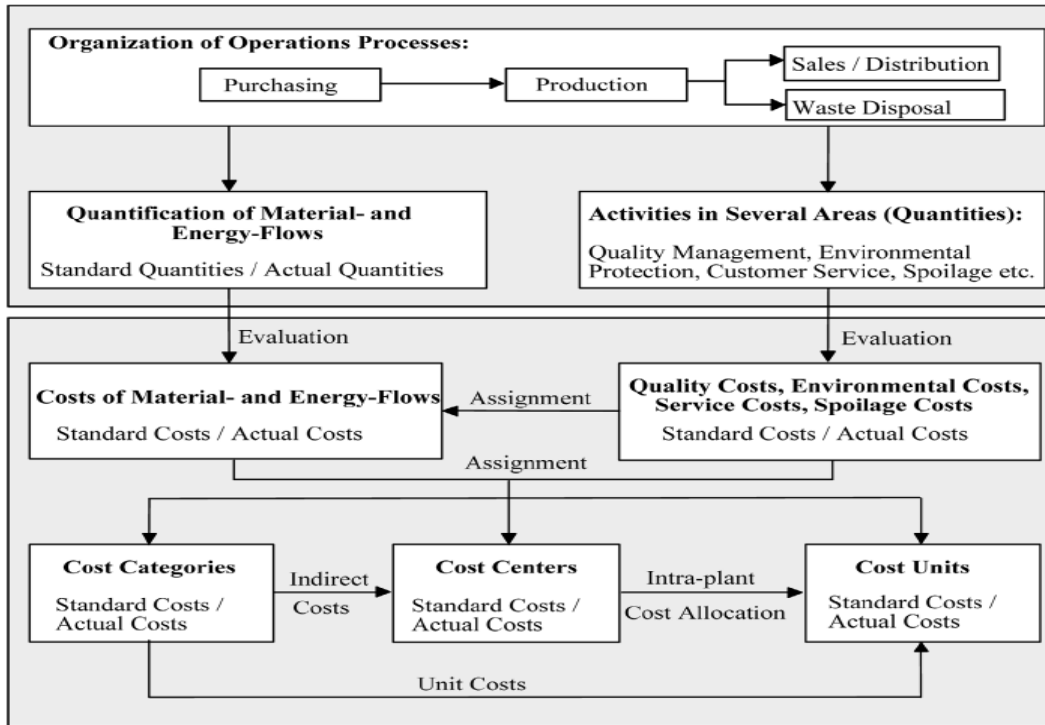 Organization of Operations Processes:
Purchasing
Production
Sales / Distribution
Waste Disposal
Quantification of Material- and
Energy-Flows
Standard Quantities / Actual Quantities
Activities in Several Areas (Quantities):
Quality Management, Environmental
Protection, Customer Service, Spoilage etc.
Evaluation
Evaluation
Costs of Material- and Energy-Flows
Standard Costs / Actual Costs
Assignment
Quality Costs, Environmental Costs,
Service Costs, Spoilage Costs
Standard Costs / Actual Costs
Assignment
Cost Categories
Standard Costs /
Actual Costs
Indirect
Costs
Cost Centers
Standard Costs /
Actual Costs
Intra-plant
Cost Allocation
Cost Units
Standard Costs /
Actual Costs
Unit Costs